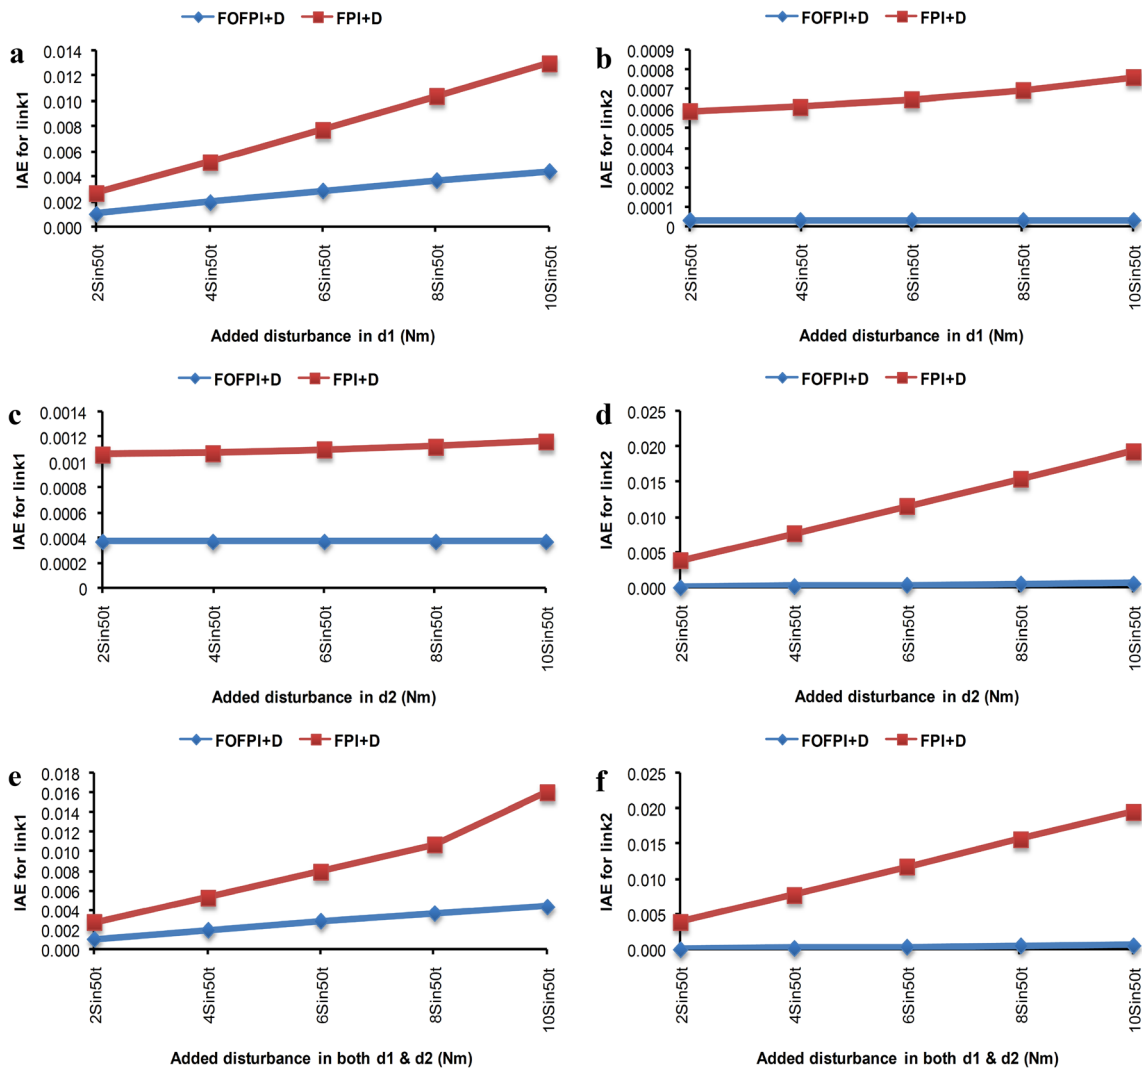 FOFPI+D FPI+D
a
IAE for link1
0.014
0.012
0.010
0.008
0.006
0.004
0.002
0.000
2Sin50t
4Sin50t
6Sin50t
8Sin50t
10Sin50t
Added disturbance in d1 (Nm)
FOFPI+D FPI+D
b
IAE for link2
0.0009
0.0008
0.0007
0.0006
0.0005
0.0004
0.0003
0.0002
0.0001
0
2Sin50t
4Sin50t
6Sin50t
8Sin50t
10Sin50t
Added disturbance in d1 (Nm)
FOFPI+D FPI+D
c
IAE for link1
0.0014
0.0012
0.001
0.0008
0.0006
0.0004
0.0002
0
2Sin50t
4Sin50t
6Sin50t
8Sin50t
10Sin50t
Added disturbance in d2 (Nm)
FOFPI+D FPI+D
d
IAE for link2
0.025
0.020
0.015
0.010
0.005
0.000
2Sin50t
4Sin50t
6Sin50t
8Sin50t
10Sin50t
Added disturbance in d2 (Nm)
FOFPI+D FPI+D
e
IAE for link1
0.018
0.016
0.014
0.012
0.010
0.008
0.006
0.004
0.002
0.000
2Sin50t
4Sin50t
6Sin50t
8Sin50t
10Sin50t
Added disturbance in both d1 & d2 (Nm)
FOFPI+D FPI+D
f
IAE for link2
0.025
0.020
0.015
0.010
0.005
0.000
2Sin50t
4Sin50t
6Sin50t
8Sin50t
10Sin50t
Added disturbance in both d1 & d2 (Nm)